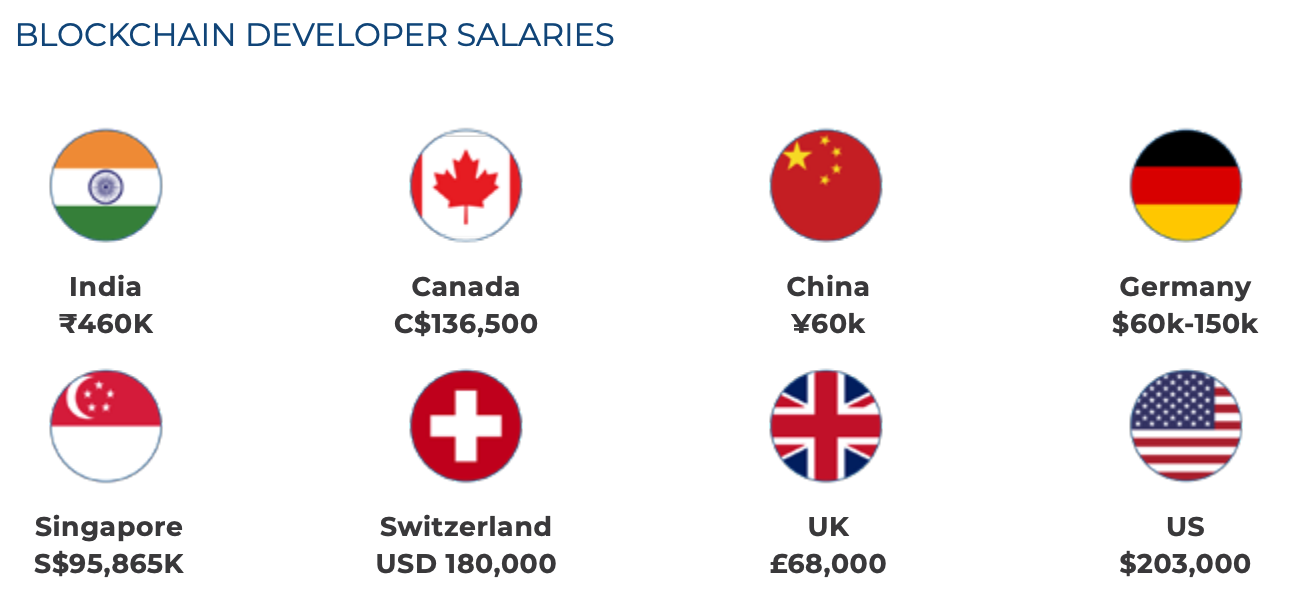 BLOCKCHAIN DEVELOPER SALARIES
India
₹460K
Canada
C$136,500
China
¥60k
Germany
$60k-150k
Singapore
S$95,865K
Switzerland
USD 180,000
UK
£68,000
US
$203,000